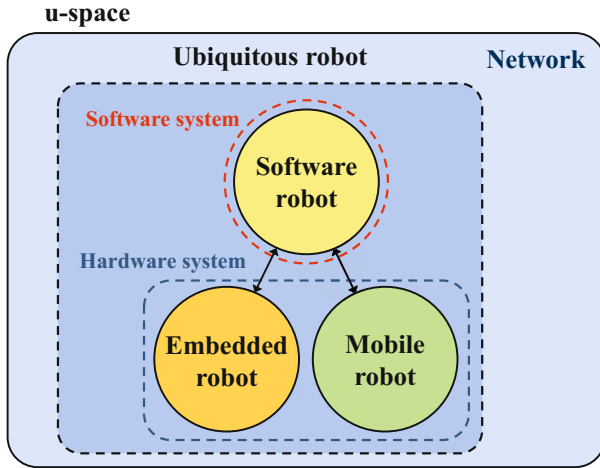 u-space
Ubiquitous robot
Network
Software system
Software
robot
Hardware system
Embedded
robot
Mobile
robot